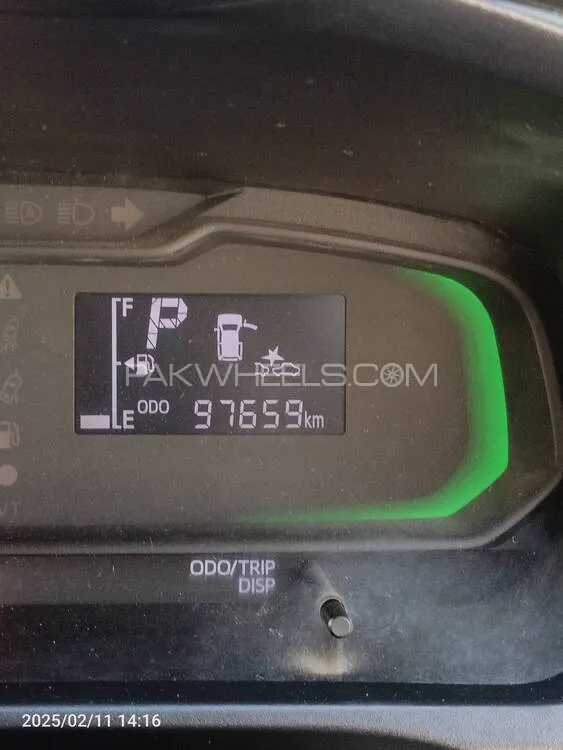 F
P
PAKWHEELS.COM
ODO
E
97659km
ODO/TRIP
DISP
2025/02/11 14:16